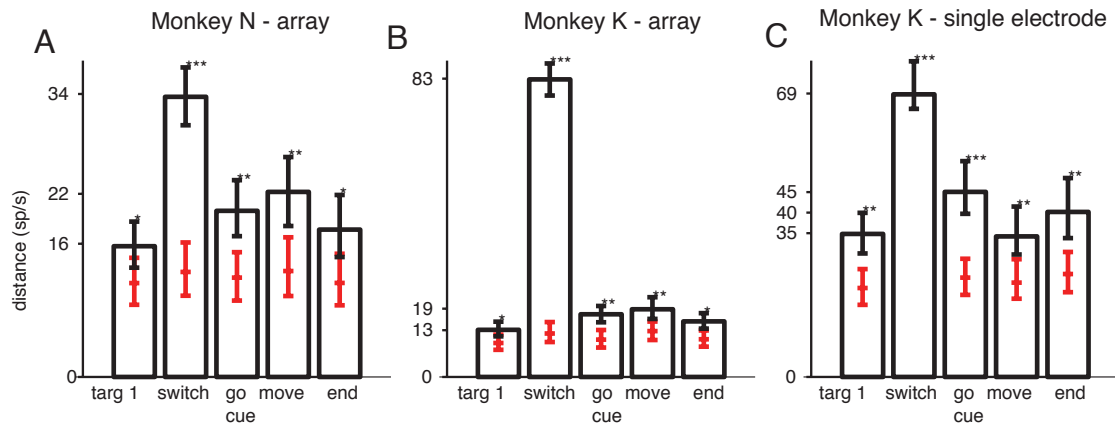 Monkey N - array
Monkey K - array
Monkey K - single electrode
A
B
C
distance (sp/s)
34
22
16
0
*
***
**
**
*
targ 1 switch go move end
cue
83
19
13
0
*
***
**
**
*
targ 1 switch go move end
cue
69
45
40
35
0
**
***
***
**
**
targ 1 switch go move end
cue